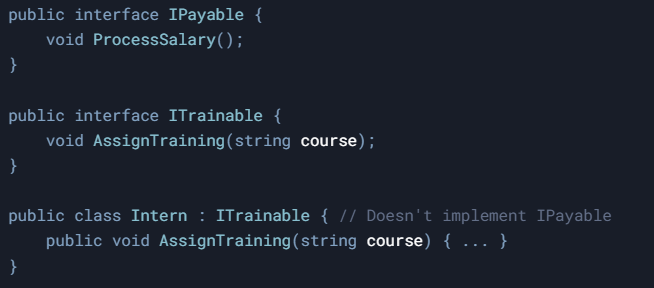 public interface IPayable {
    void ProcessSalary();
}

public interface ITrainable {
    void AssignTraining(string course);
}

public class Intern : ITrainable { // Doesn't implement IPayable
    public void AssignTraining(string course) { ... }
}